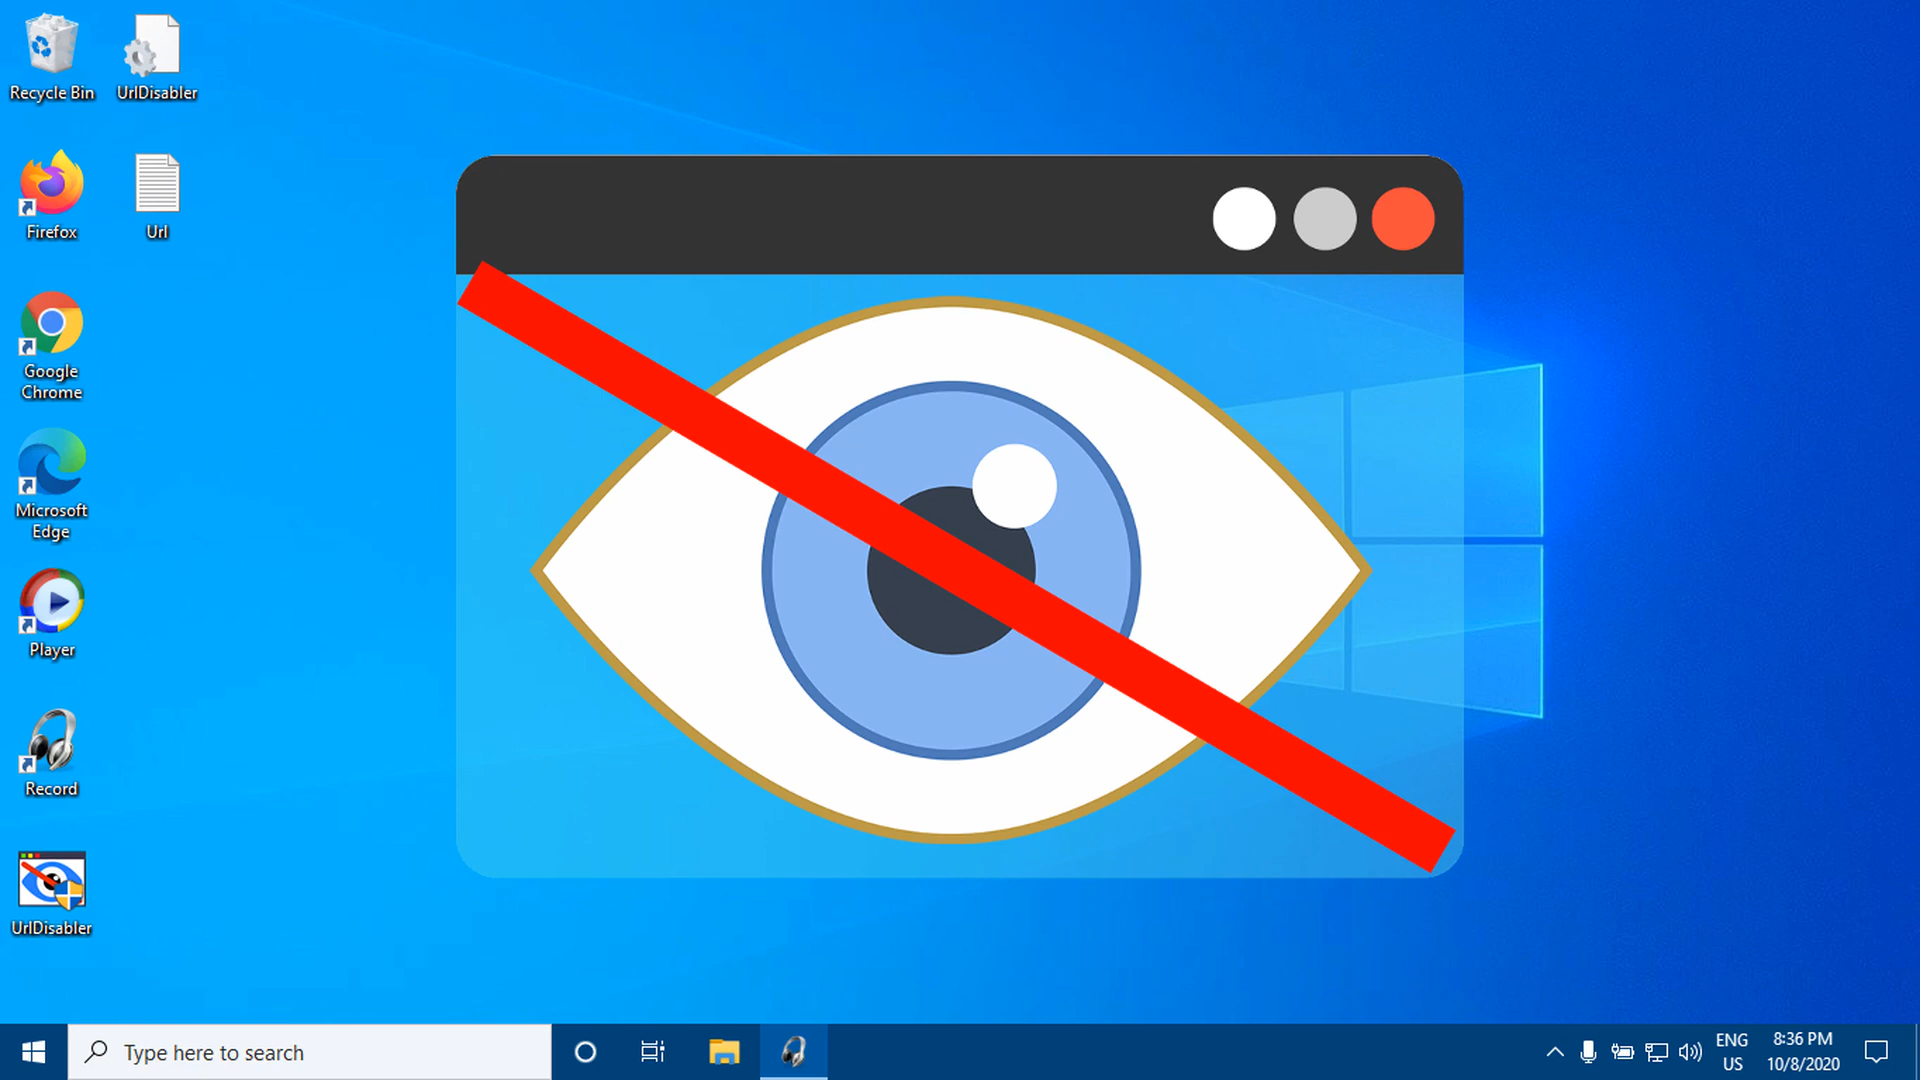 Recycle Bin
UrlDisabler
Firefox
Url
Google
Chrome
Microsoft
Edge
Player
Record
UrlDisabler
Type here to search
ENG
US
8:36 PM
10/8/2020